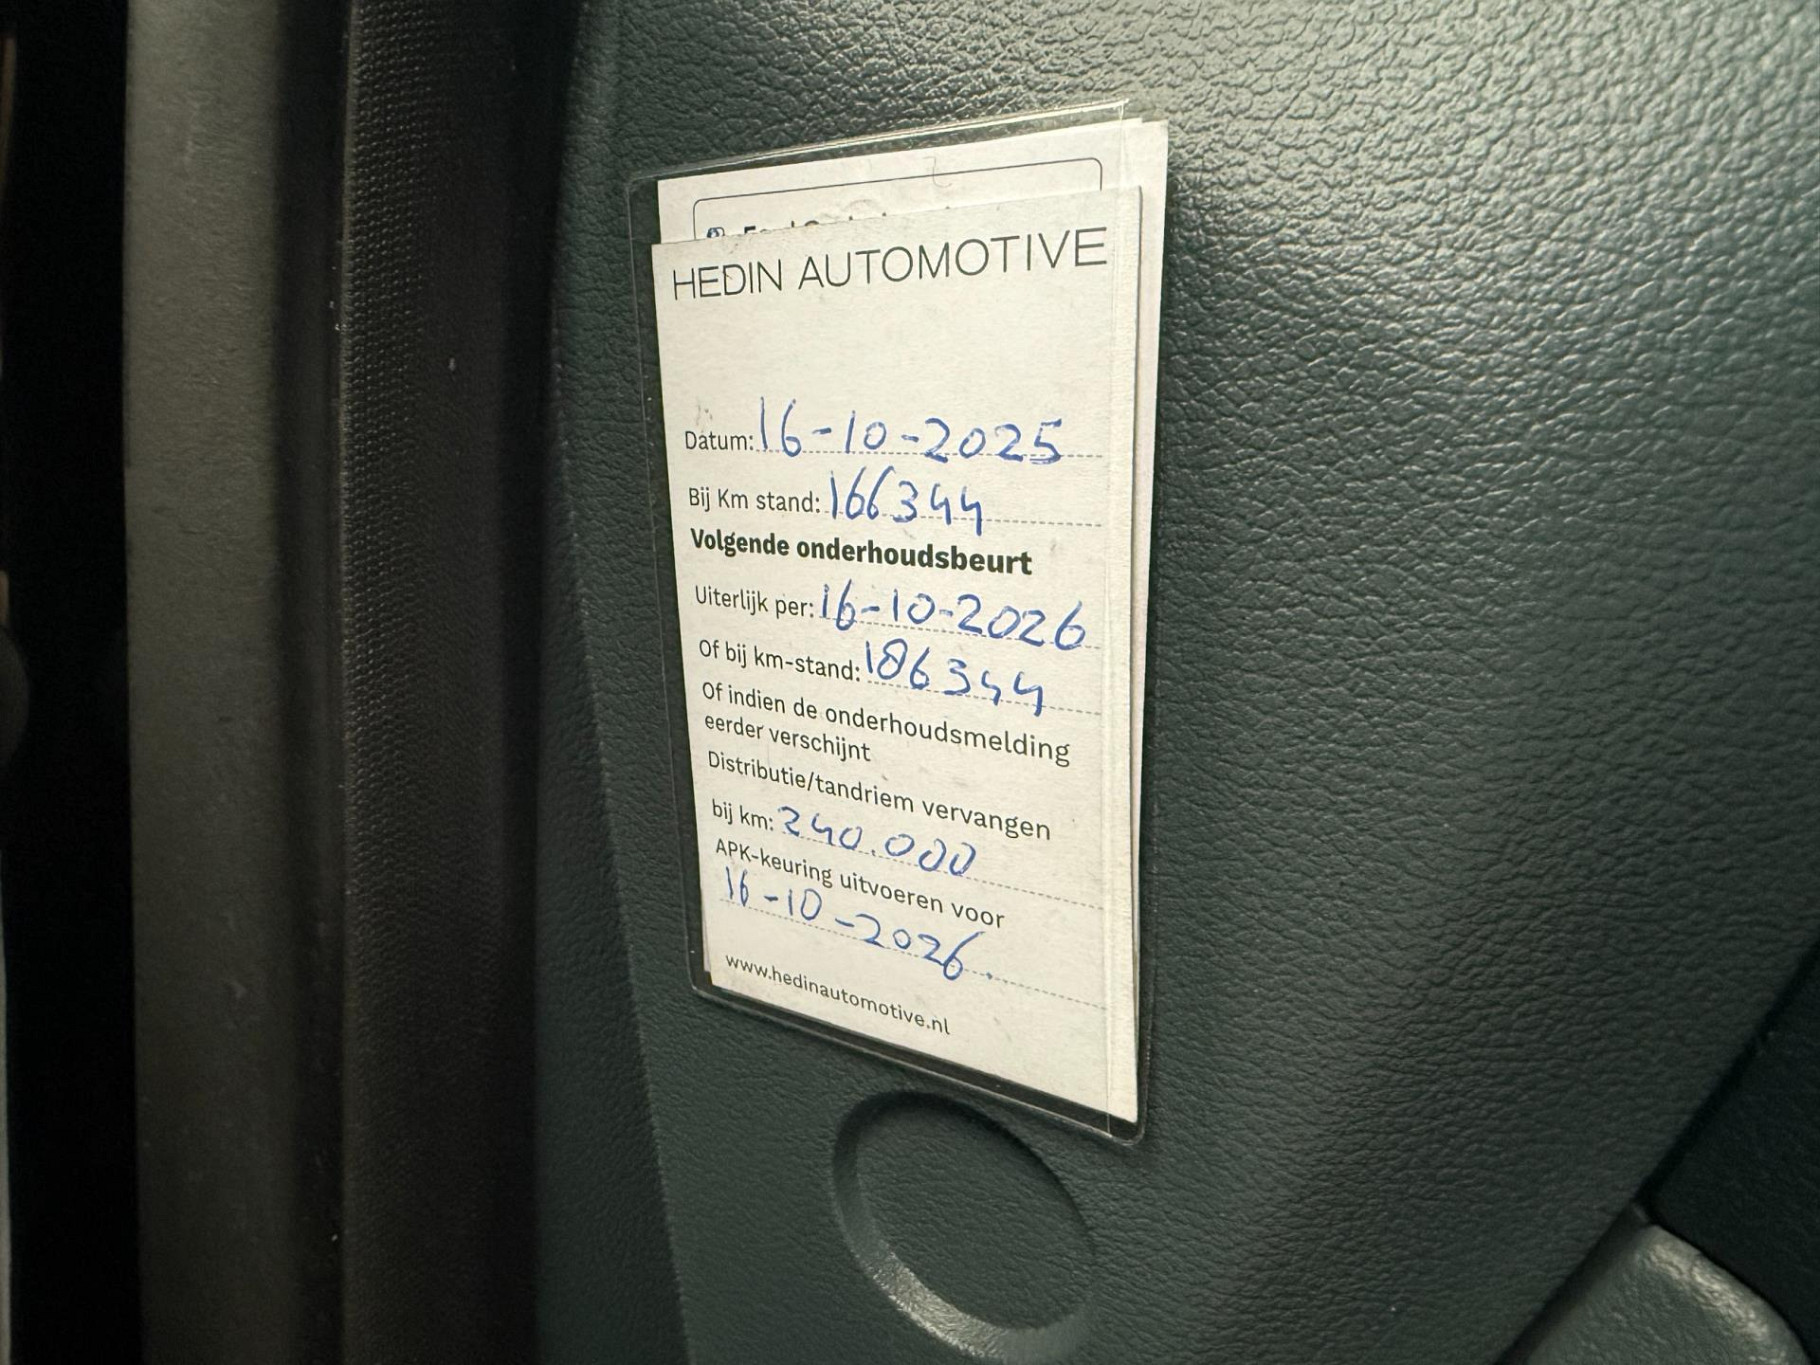 HEDIN AUTOMOTIVE
Datum: 16-10-2025
Bij Km stand: 166344
Volgende onderhoudsbeurt
Uiterlijk per: 16-10-2026
Of bij km-stand: 186344
Of indien de onderhoudsmelding
eerder verschijnt
Distributie/tandriem vervangen
bij km: 240.000
APK-keuring uitvoeren voor
16-10-2026.
www.hedinautomotive.nl